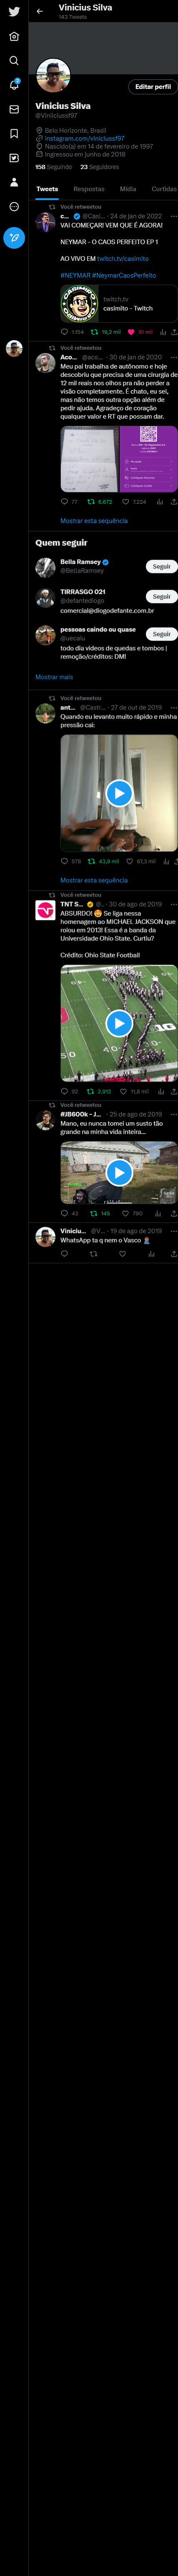 Vinicius Silva
143 Tweets
Editar perfil
Vinicius Silva
@Viniiciussf97
Belo Horizonte, Brasil
instagram.com/viniciussf97
Nascido(a) em 14 de fevereiro de 1997
Ingressou em junho de 2018
158 Seguindo 23 Seguidores
Tweets Respostas Mídia Curtidas
Você retweetou
c... @Casi... · 24 de jan de 2022
VAI COMEÇAR! VEM QUE É AGORA!
NEYMAR - O CAOS PERFEITO EP 1
AO VIVO EM twitch.tv/casimito
#NEYMAR #NeymarCaosPerfeito
CASIMIRO
twitch.tv
casimito - Twitch
1.154 19,2 mil 51 mil
Você retweetou
Aco... @aco... · 30 de jan de 2020
Meu pai trabalha de autônomo e hoje
descobriu que precisa de uma cirurgia de
12 mil reais nos olhos pra não perder a
visão completamente. É chato, eu sei,
mas não temos outra opção além de
pedir ajuda. Agradeço de coração
qualquer valor e RT que possam dar.
77 6.672 7.224
Mostrar esta sequência
Quem seguir
Bella Ramsey
@BellaRamsey
Seguir
TIRRASGO 021
@defantediogo
Seguir
comercial@diogodefante.com.br
pessoas caindo ou quase
@uecaiu
Seguir
todo dia vídeos de quedas e tombos |
remoção/créditos: DM!
Mostrar mais
Você retweetou
ant... @Castr... · 27 de out de 2019
Quando eu levanto muito rápido e minha
pressão cai:
578 43,9 mil 67,3 mil
Mostrar esta sequência
Você retweetou
TNT S... @... · 30 de ago de 2019
ABSURDO! 🤩 Se liga nessa
homenagem ao MICHAEL JACKSON que
rolou em 2013! Essa é a banda da
Universidade Ohio State. Curtiu?
Crédito: Ohio State Football
92 2.912 11,8 mil
Você retweetou
#JB600k – J... · 25 de ago de 2019
Mano, eu nunca tomei um susto tão
grande na minha vida inteira...
43 145 790
Viniciu... @V... · 19 de ago de 2019
WhatsApp ta q nem o Vasco